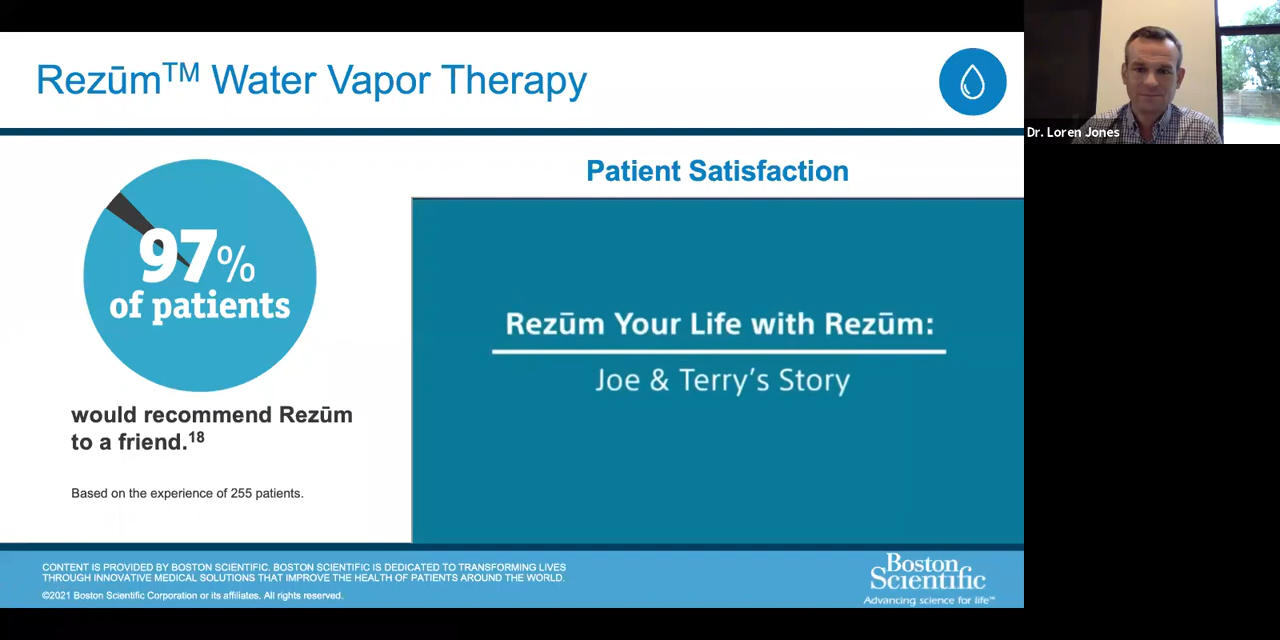 Rezūm™ Water Vapor Therapy
Dr. Loren Jones
Patient Satisfaction
97%
of patients
would recommend Rezūm
to a friend.18
Based on the experience of 255 patients.
Rezūm Your Life with Rezūm:
Joe & Terry's Story
CONTENT IS PROVIDED BY BOSTON SCIENTIFIC. BOSTON SCIENTIFIC IS DEDICATED TO TRANSFORMING LIVES
THROUGH INNOVATIVE MEDICAL SOLUTIONS THAT IMPROVE THE HEALTH OF PATIENTS AROUND THE WORLD.
©2021 Boston Scientific Corporation or its affiliates. All rights reserved.
Boston
Scientific
Advancing science for life™